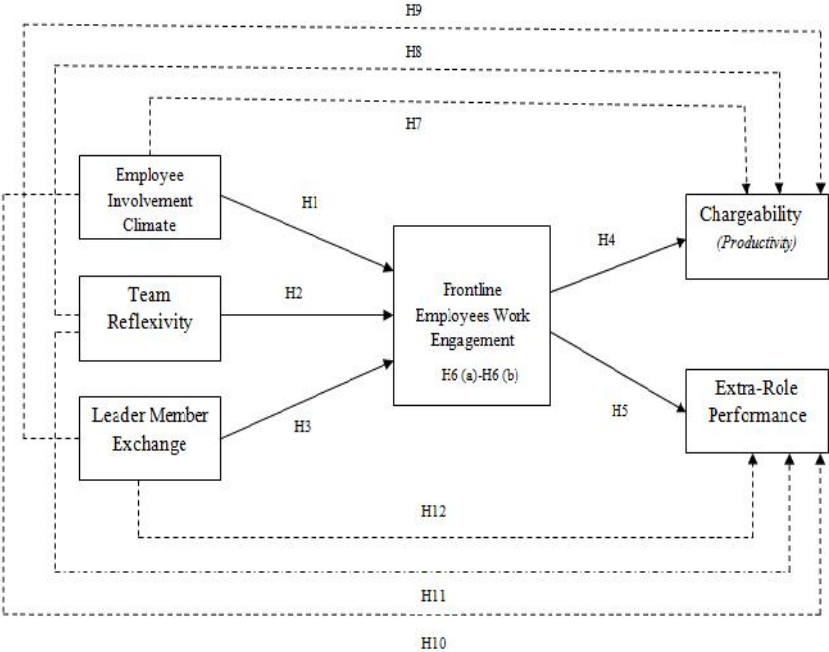 H9
H8
H7
Employee
Involvement
Climate
H1
Chargeability
(Productivity)
H4
Team
Reflexivity
H2
Frontline
Employees Work
Engagement
H6 (a)-H6 (b)
Leader Member
Exchange
H3
H5
Extra-Role
Performance
H12
H11
H10